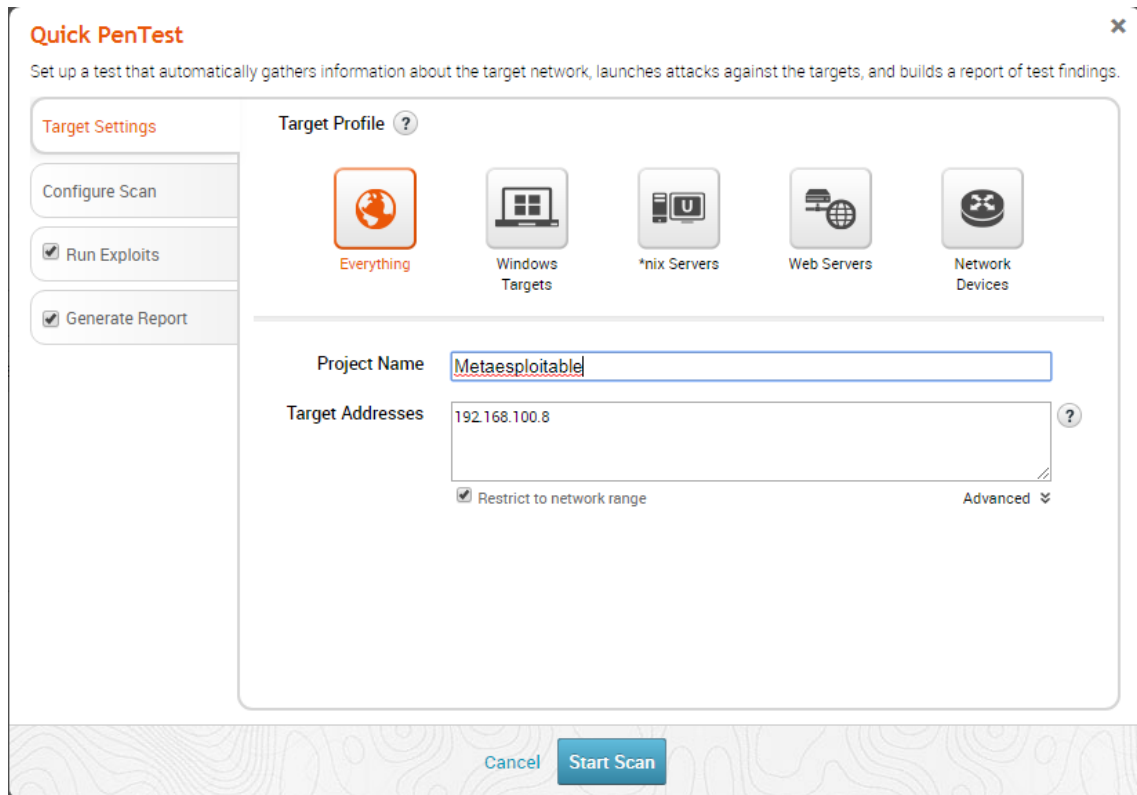 Quick PenTest
Set up a test that automatically gathers information about the target network, launches attacks against the targets, and builds a report of test findings.
Target Settings
Configure Scan
Run Exploits
Generate Report
Target Profile ?
Everything
Windows
Targets
U
*nix Servers
Web Servers
Network
Devices
Project Name Metaesploitable
Target Addresses 192.168.100.8 ?
Restrict to network range Advanced
Cancel Start Scan